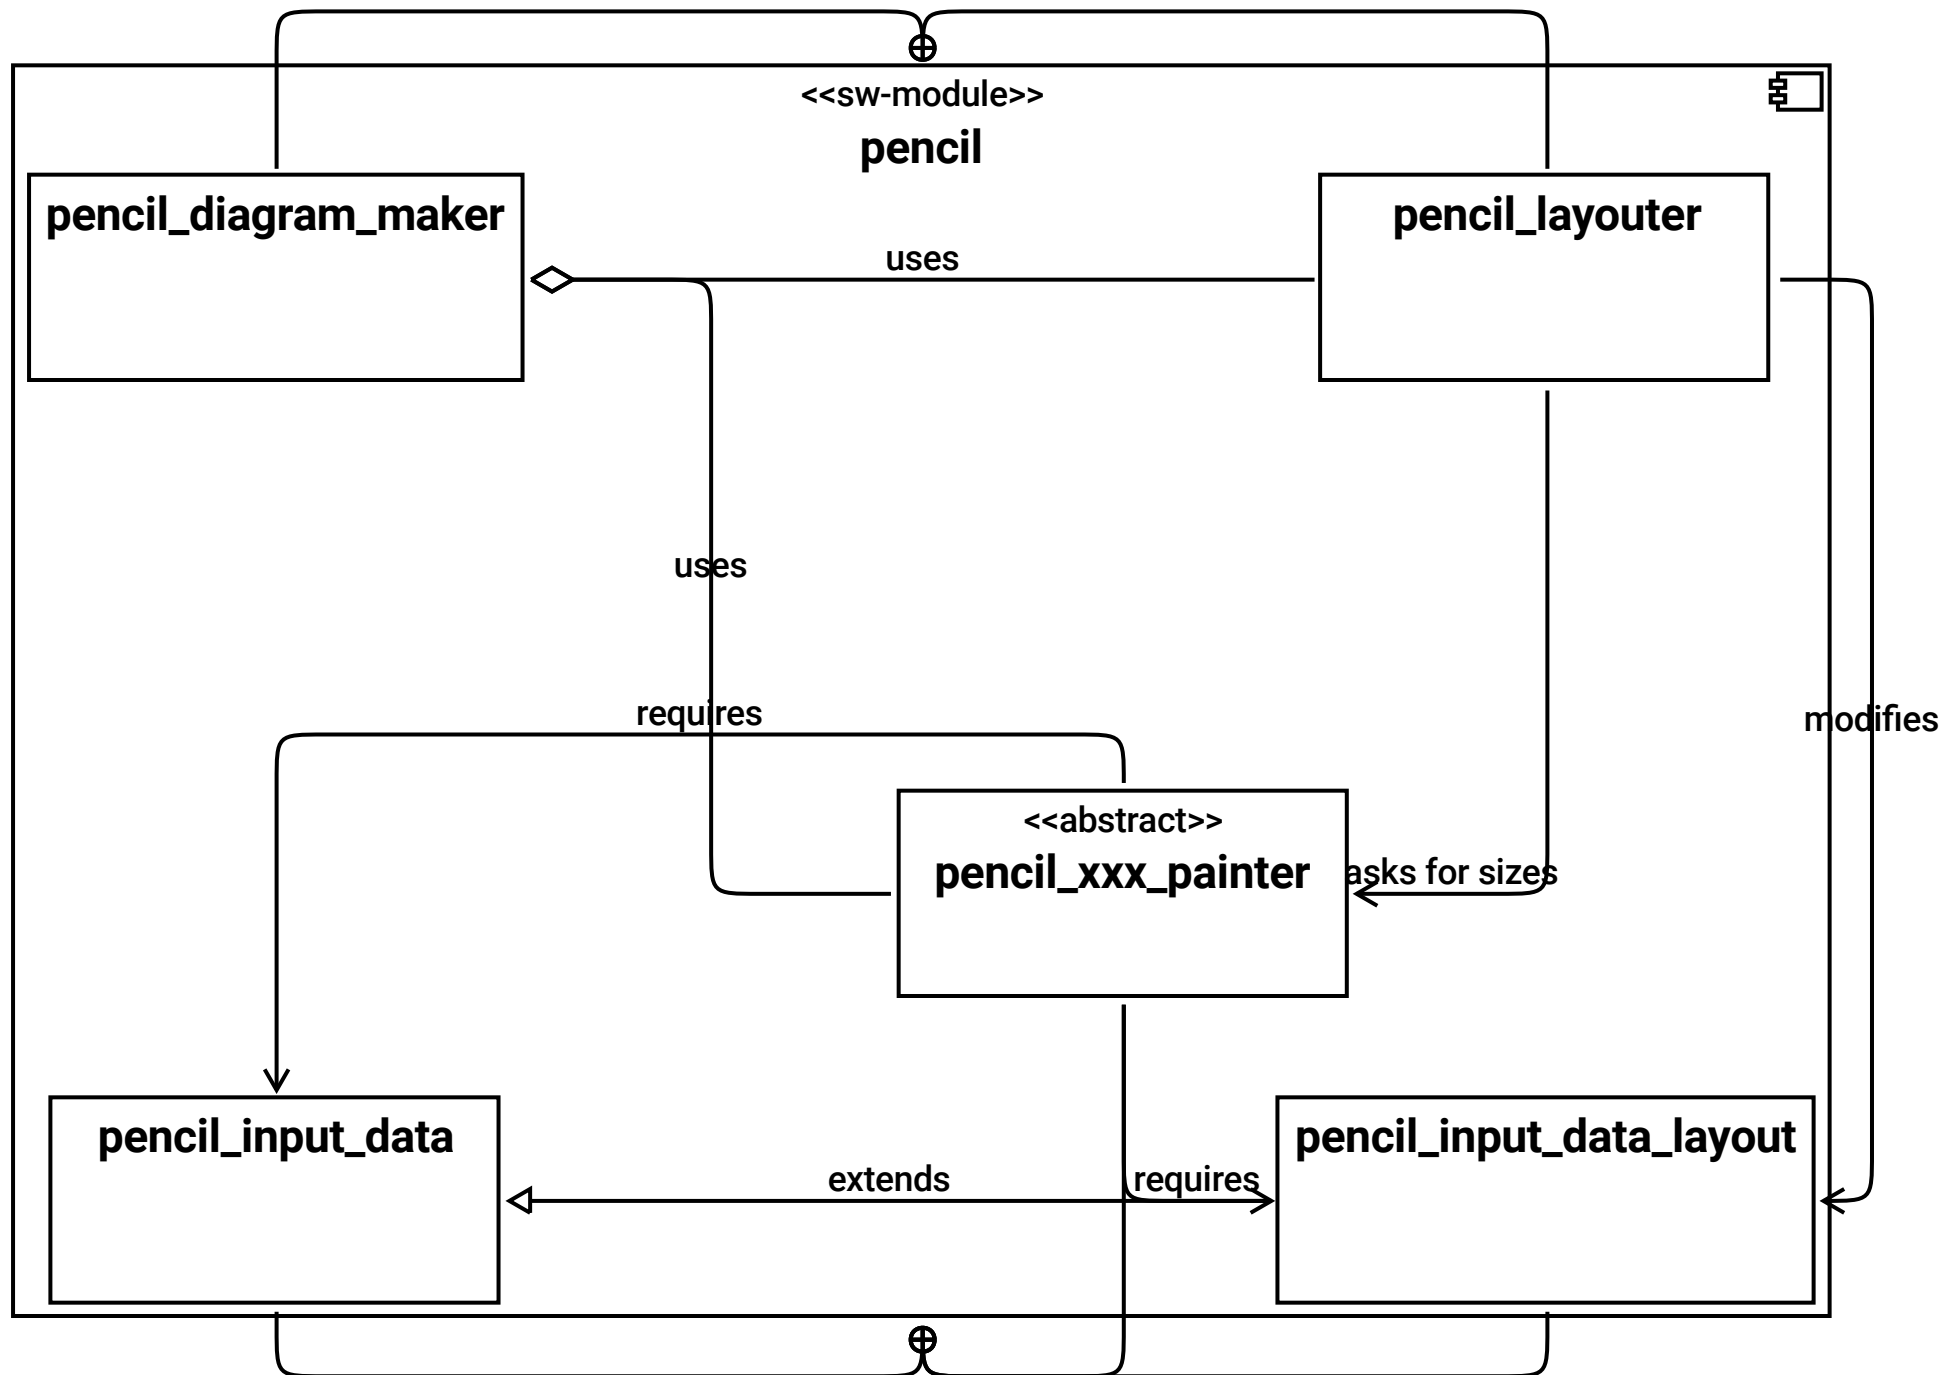 <<sw-module>>
pencil
pencil_diagram_maker
pencil_layouter
uses
uses
requires
modifies
<<abstract>>
pencil_xxx_painter
asks for sizes
pencil_input_data
pencil_input_data_layout
extends
requires